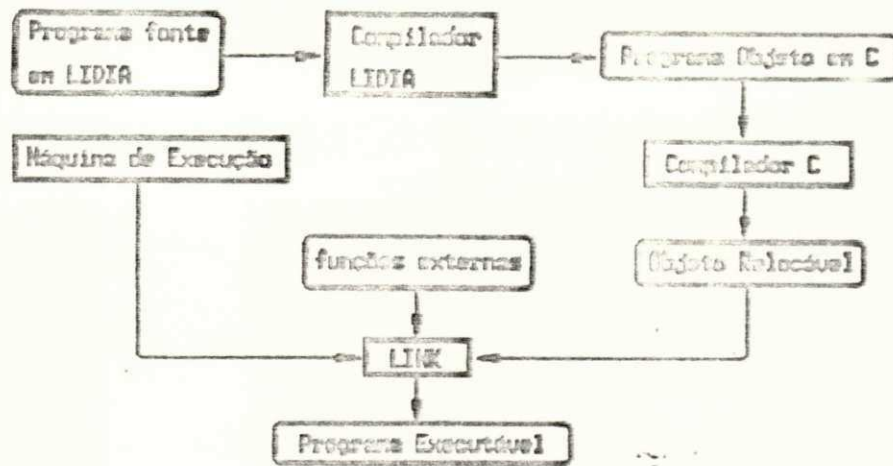 Programa fonte
em LIDIA
Compilador
LIDIA
Programa Objeto em C
Máquina de Execução
Compilador C
funções externas
Objeto Relocável
LINK
Programa Executável